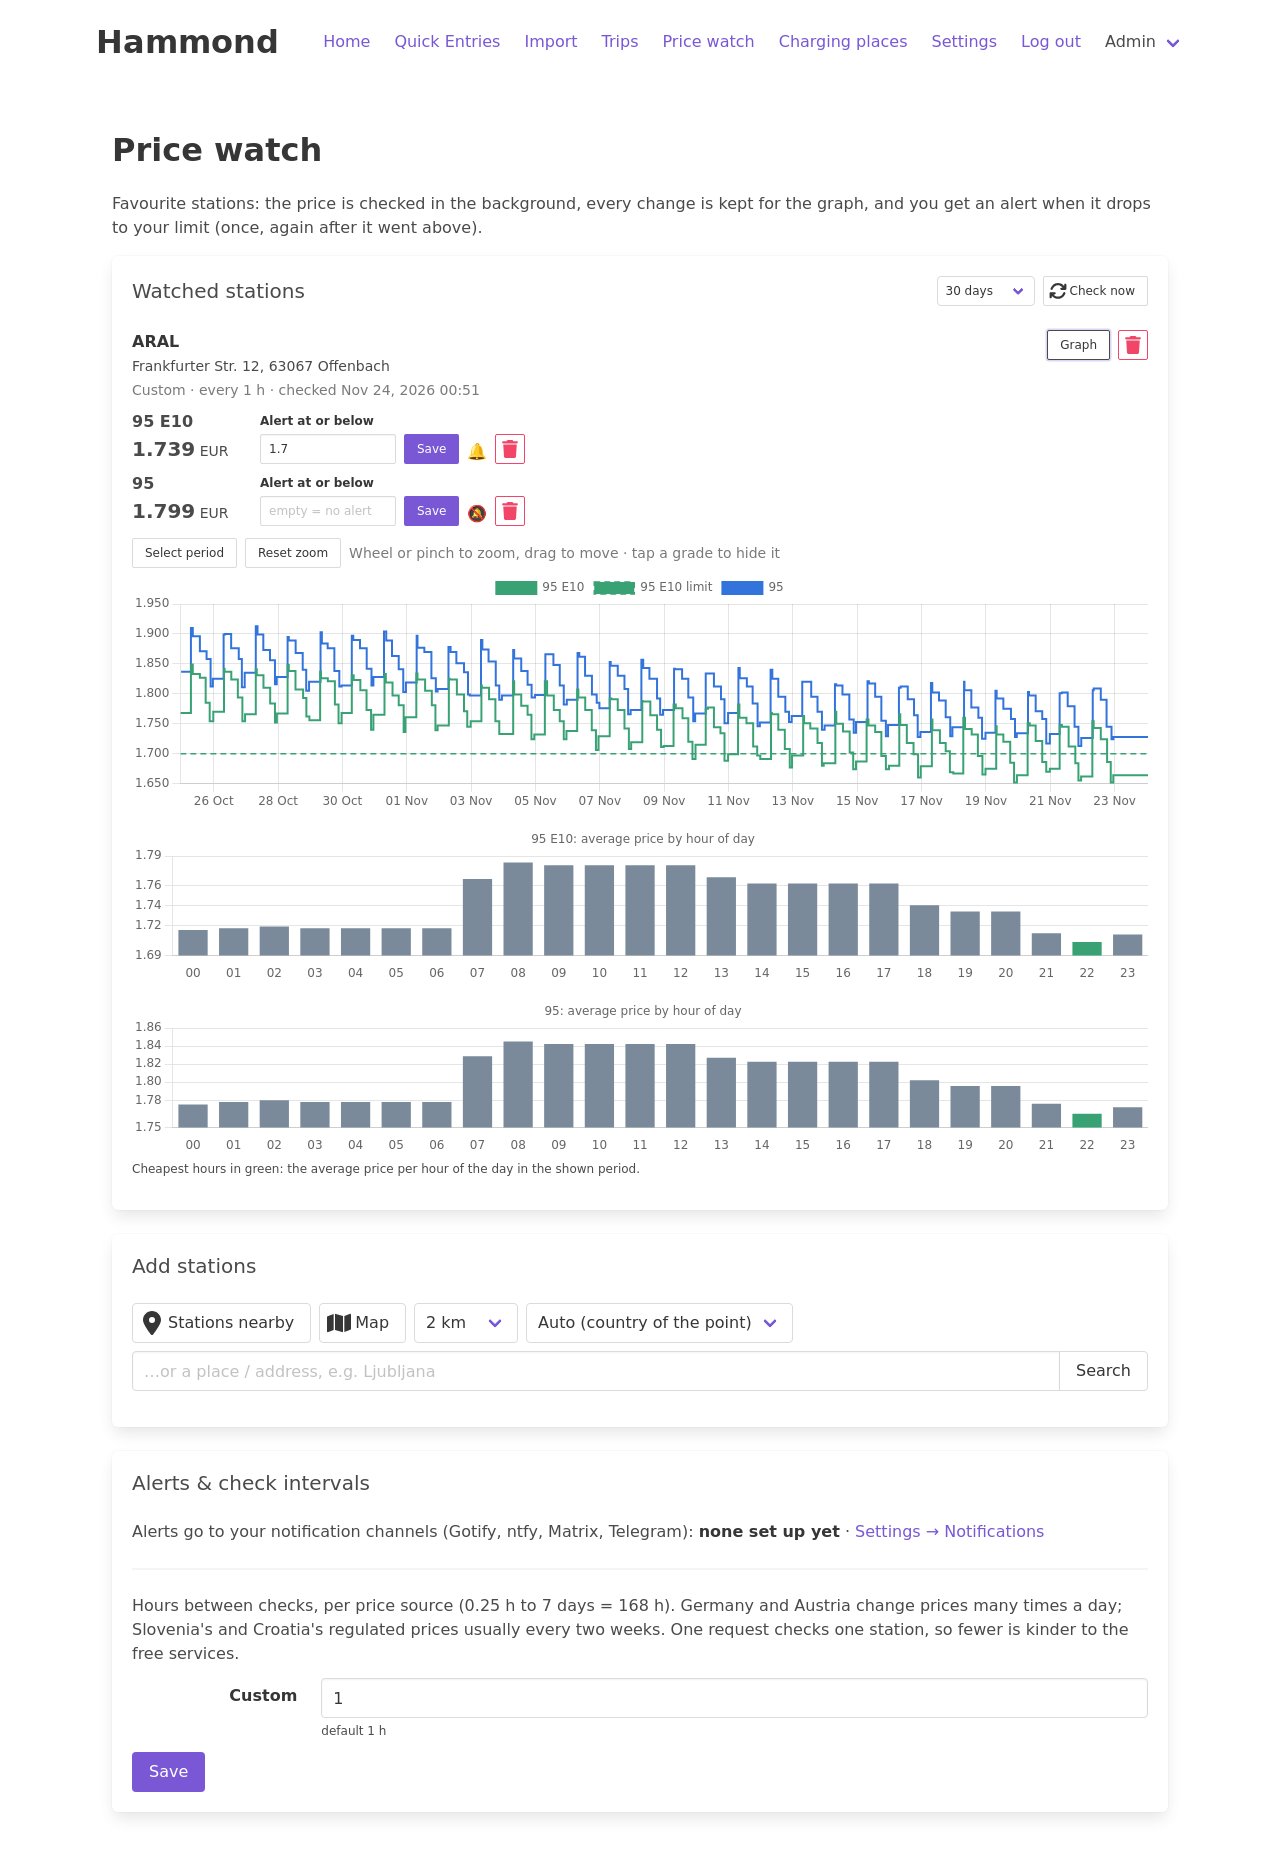 Hammond
Home Quick Entries Import Trips Price watch Charging places Settings Log out Admin
Price watch
Favourite stations: the price is checked in the background, every change is kept for the graph, and you get an alert when it drops
to your limit (once, again after it went above).
Watched stations
30 days Check now
ARAL
Graph
Frankfurter Str. 12, 63067 Offenbach
Custom · every 1 h · checked Nov 24, 2026 00:51
95 E10 Alert at or below
1.739 EUR 1.7 Save
95 Alert at or below
1.799 EUR empty = no alert Save
Select period Reset zoom Wheel or pinch to zoom, drag to move · tap a grade to hide it
95 E10 95 E10 limit 95
1.950
1.900
1.850
1.800
1.750
1.700
1.650
26 Oct 28 Oct 30 Oct 01 Nov 03 Nov 05 Nov 07 Nov 09 Nov 11 Nov 13 Nov 15 Nov 17 Nov 19 Nov 21 Nov 23 Nov
95 E10: average price by hour of day
1.79
1.76
1.74
1.72
1.69
00 01 02 03 04 05 06 07 08 09 10 11 12 13 14 15 16 17 18 19 20 21 22 23
95: average price by hour of day
1.86
1.84
1.82
1.80
1.78
1.75
00 01 02 03 04 05 06 07 08 09 10 11 12 13 14 15 16 17 18 19 20 21 22 23
Cheapest hours in green: the average price per hour of the day in the shown period.
Add stations
Stations nearby Map 2 km Auto (country of the point)
...or a place / address, e.g. Ljubljana Search
Alerts & check intervals
Alerts go to your notification channels (Gotify, ntfy, Matrix, Telegram): none set up yet · Settings → Notifications
Hours between checks, per price source (0.25 h to 7 days = 168 h). Germany and Austria change prices many times a day;
Slovenia's and Croatia's regulated prices usually every two weeks. One request checks one station, so fewer is kinder to the
free services.
Custom 1
default 1 h
Save